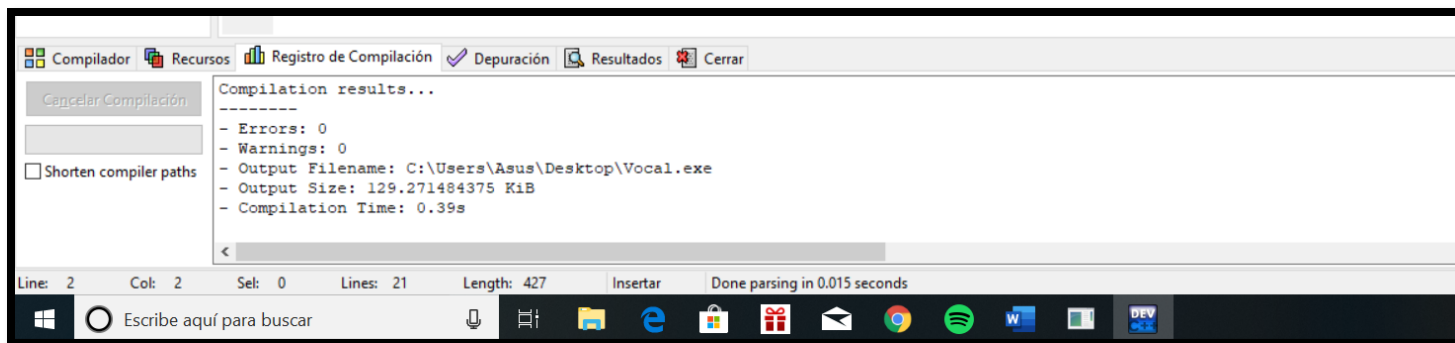 Compilador Recursos Registro de Compilación Depuración Resultados Cerrar
Cancelar Compilación
Shorten compiler paths
Compilation results...
--------
- Errors: 0
- Warnings: 0
- Output Filename: C:\Users\Asus\Desktop\Vocal.exe
- Output Size: 129.271484375 KiB
- Compilation Time: 0.39s
Line: 2 Col: 2 Sel: 0 Lines: 21 Length: 427 Insertar Done parsing in 0.015 seconds
Escribe aquí para buscar
W
DEV
C++